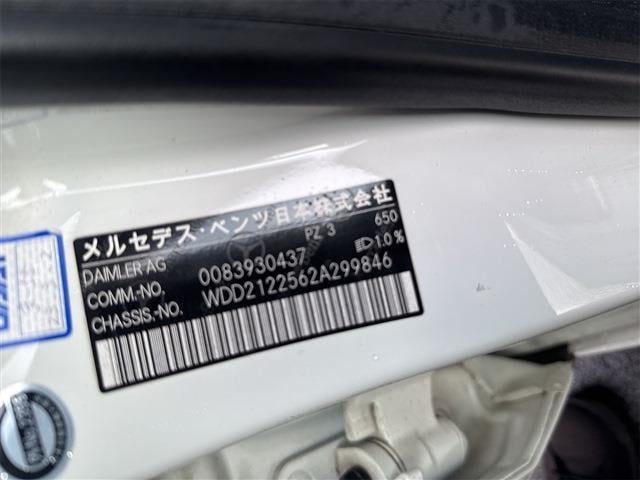 メルセデス・ベンツ日本株式会社
DAIMLER AG PZ 3 650
COMM.-NO. 0083930437 1.0%
CHASSIS.-NO. WDD2122562A299846